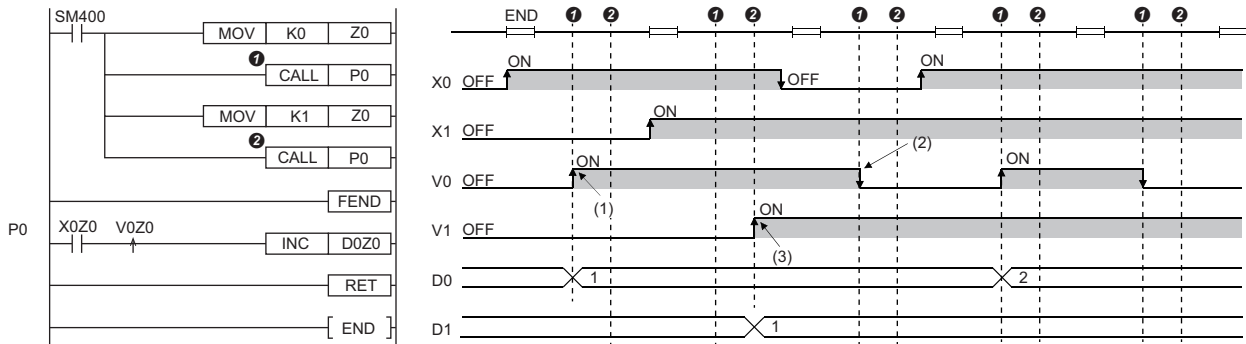 SM400
MOV K0 Z0
❶
CALL P0
MOV K1 Z0
❷
CALL P0
FEND
P0 X0Z0 V0Z0 INC D0Z0
RET
END
END ❶ ❷ ❶ ❷ ❶ ❷ ❶ ❷ ❶ ❷
X0 OFF ON OFF ON
X1 OFF ON
V0 OFF ON (1) (2) ON
V1 OFF ON (3)
D0 1 2
D1 1